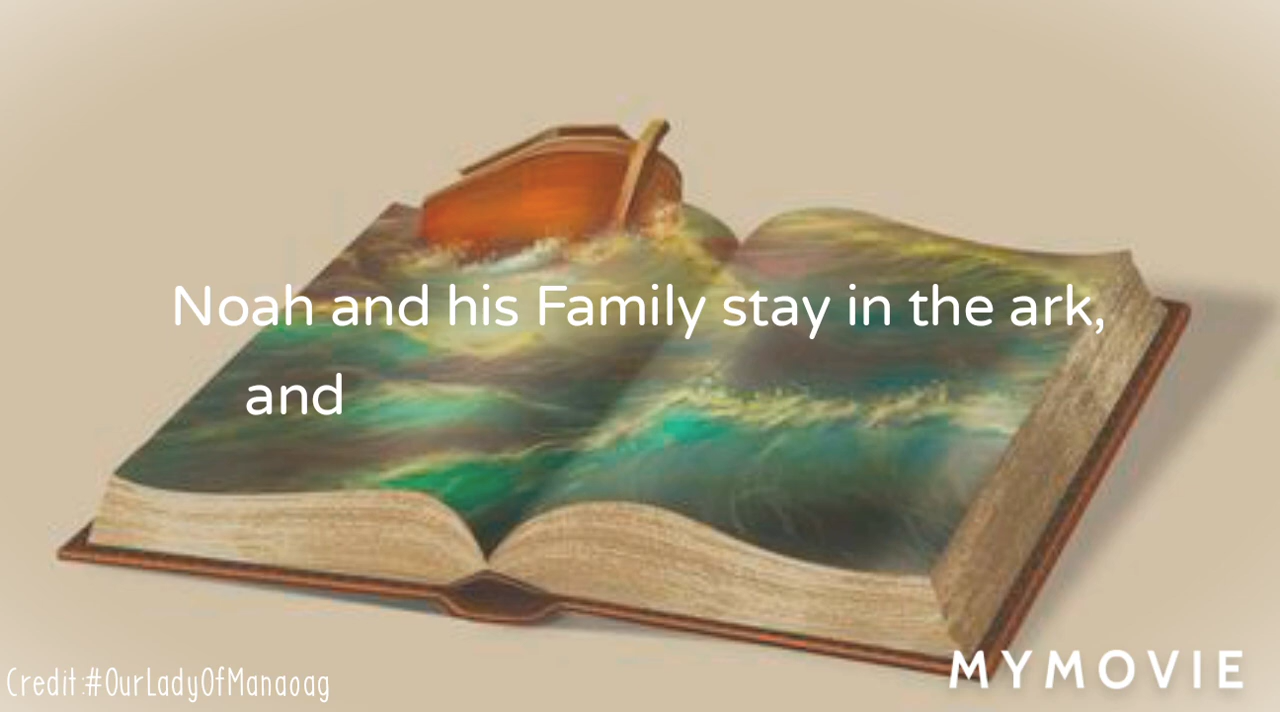 Noah and his Family stay in the ark,
and
Credit:#OurLadyOfManaoag
MYMOVIE